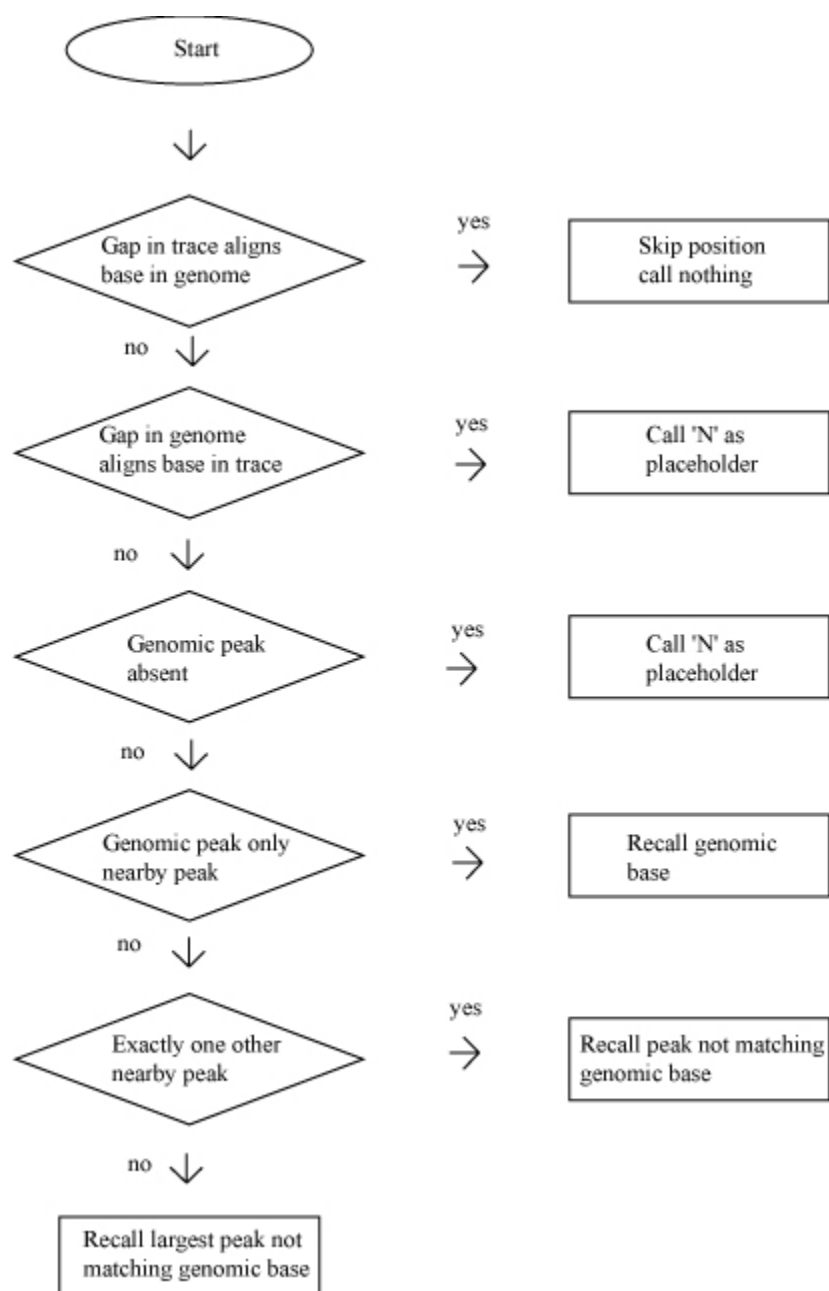 Start
Gap in trace aligns
base in genome
yes
Skip position
call nothing
no
Gap in genome
aligns base in trace
yes
Call 'N' as
placeholder
no
Genomic peak
absent
yes
Call 'N' as
placeholder
no
Genomic peak only
nearby peak
yes
Recall genomic
base
no
Exactly one other
nearby peak
yes
Recall peak not matching
genomic base
no
Recall largest peak not
matching genomic base